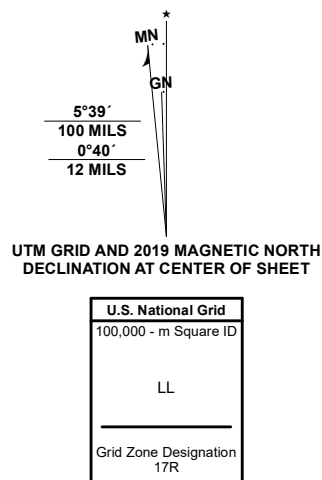 ★
MN
GN
5°39´
100 MILS
0°40´
12 MILS
UTM GRID AND 2019 MAGNETIC NORTH
DECLINATION AT CENTER OF SHEET
U.S. National Grid
100,000 - m Square ID
LL
Grid Zone Designation
17R